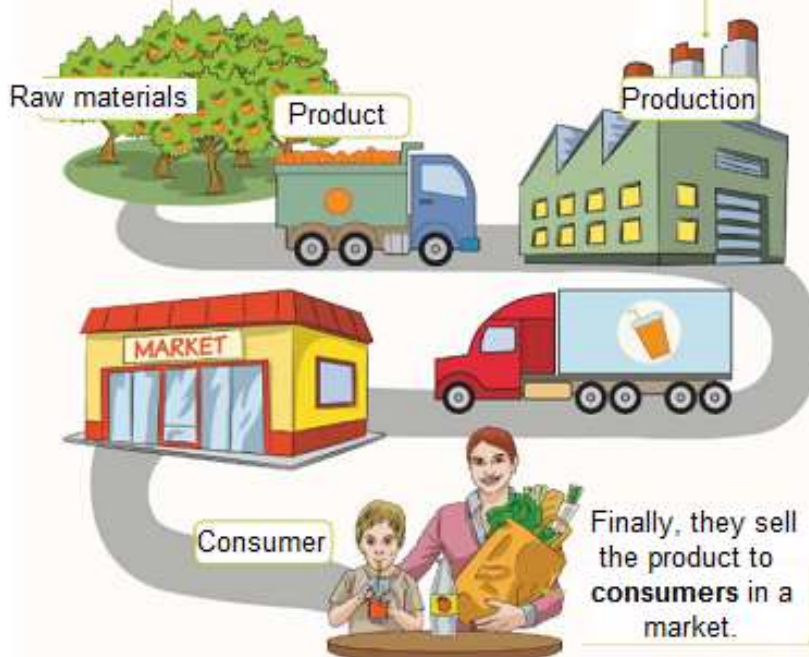 Raw materials
Product
Production
MARKET
Consumer
Finally, they sell
the product to
consumers in a
market.